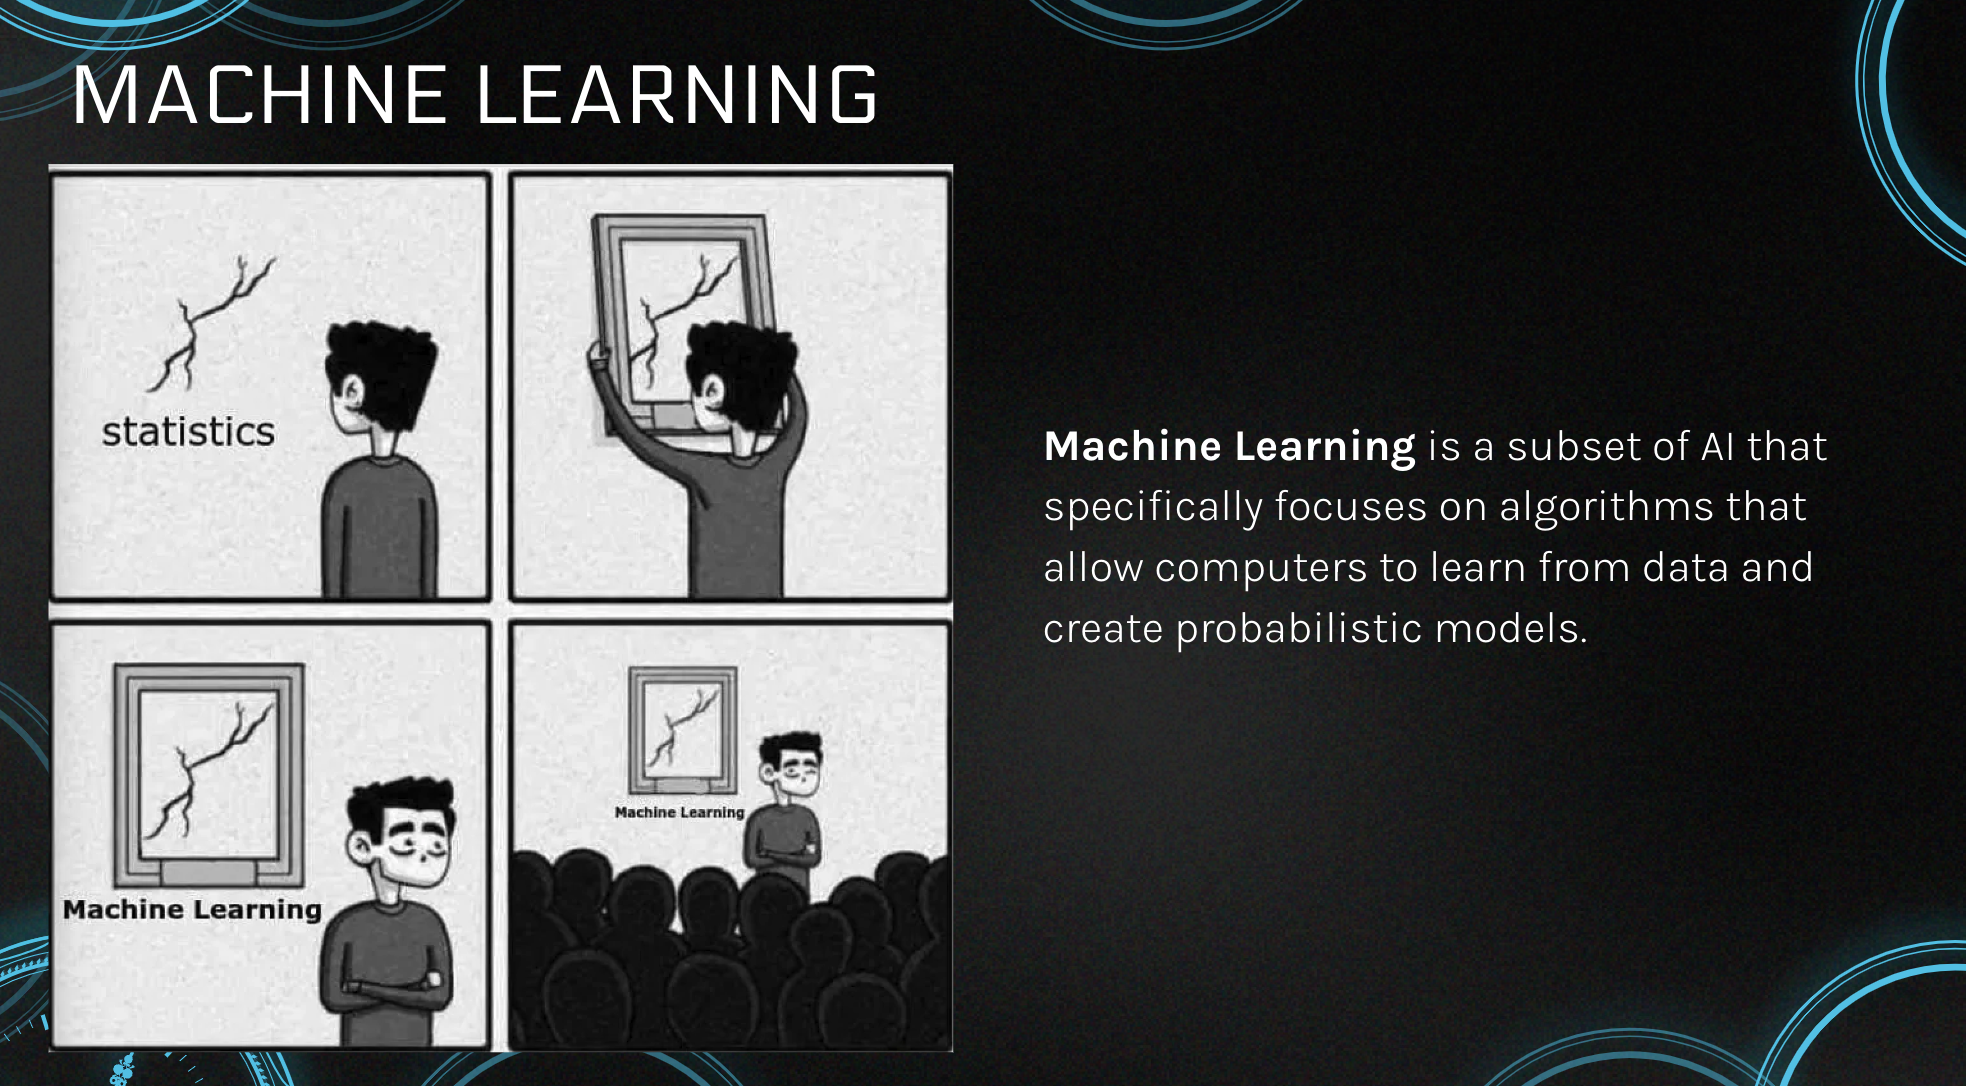 MACHINE LEARNING
statistics
Machine Learning
Machine Learning
Machine Learning is a subset of AI that
specifically focuses on algorithms that
allow computers to learn from data and
create probabilistic models.